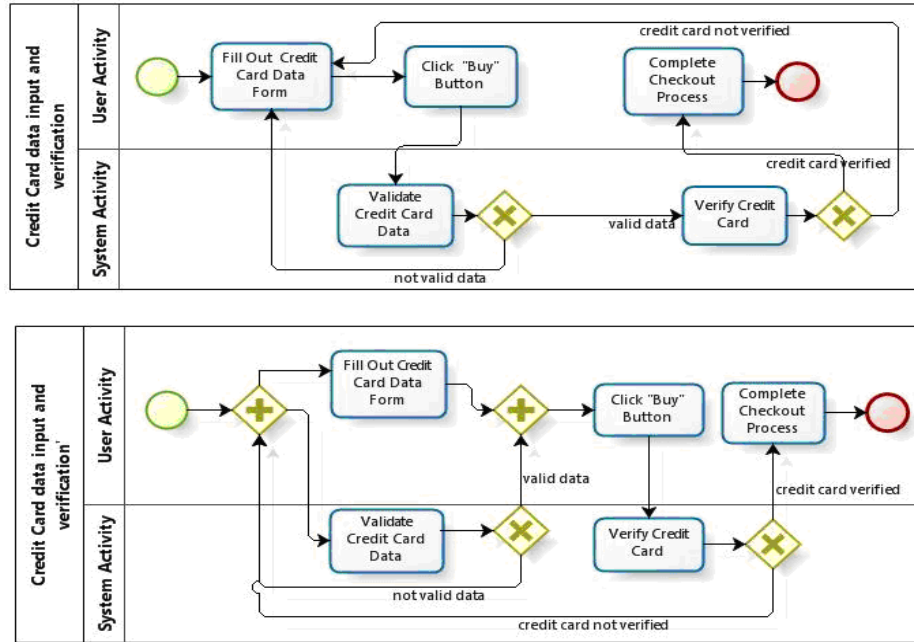 Credit Card data input and
verification
User Activity
System Activity
Fill Out Credit
Card Data
Form
Click "Buy"
Button
Complete
Checkout
Process
credit card not verified
Validate
Credit Card
Data
not valid data
valid data
Verify Credit
Card
credit card verified
Credit Card data input and
verification'
User Activity
System Activity
Fill Out Credit
Card Data
Form
Click "Buy"
Button
Complete
Checkout
Process
valid data
credit card verified
Validate
Credit Card
Data
Verify Credit
Card
not valid data
credit card not verified